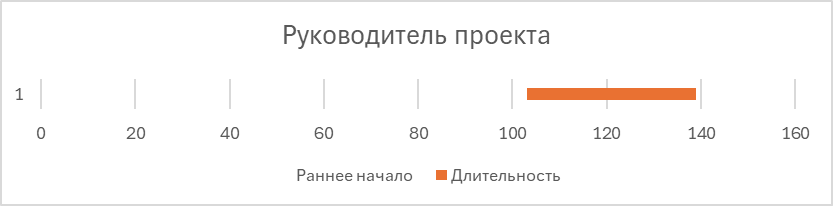 Руководитель проекта
1
0 20 40 60 80 100 120 140 160
Раннее начало Длительность